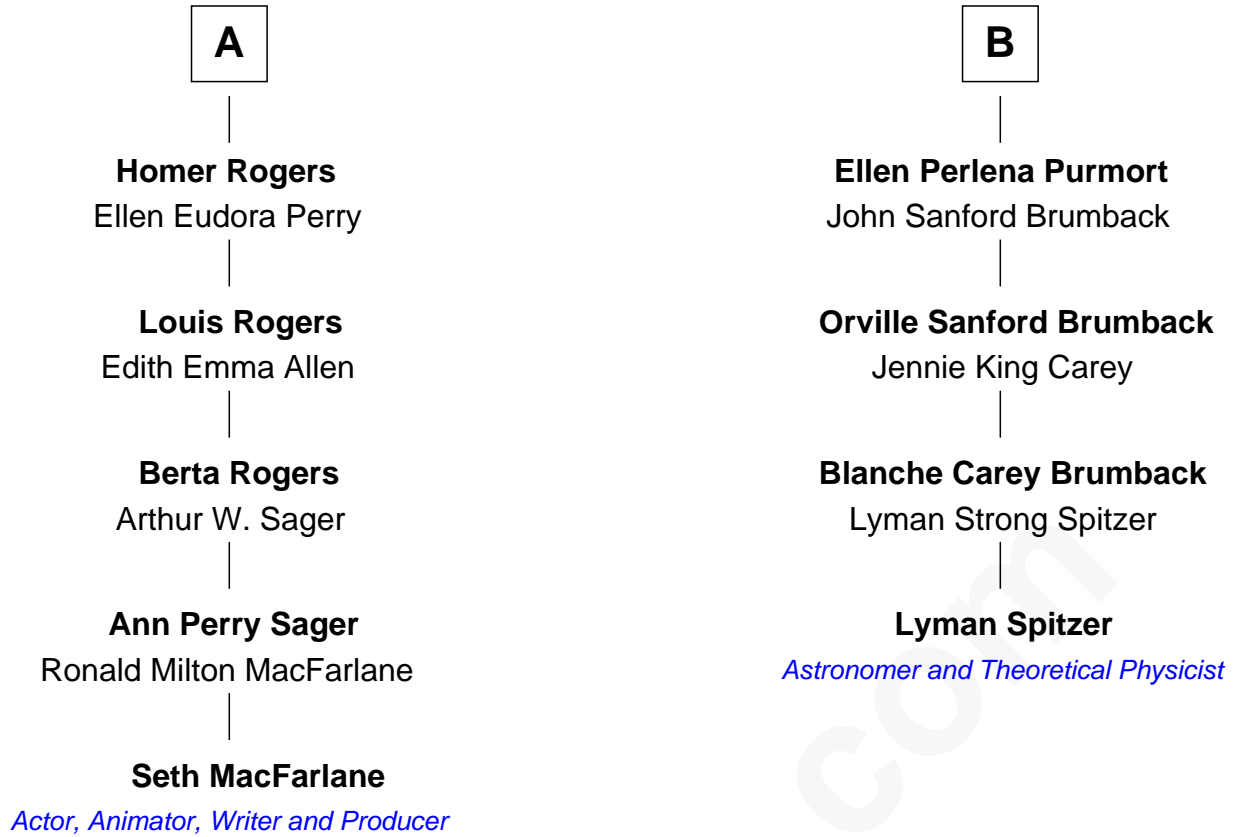 A
Homer Rogers
Ellen Eudora Perry
Louis Rogers
Edith Emma Allen
Berta Rogers
Arthur W. Sager
Ann Perry Sager
Ronald Milton MacFarlane
Seth MacFarlane
Actor, Animator, Writer and Producer
B
Ellen Perlena Purmort
John Sanford Brumback
Orville Sanford Brumback
Jennie King Carey
Blanche Carey Brumback
Lyman Strong Spitzer
Lyman Spitzer
Astronomer and Theoretical Physicist
com